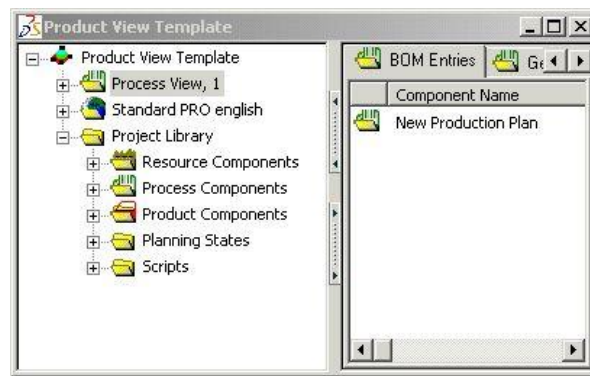 Product View Template
Product View Template
Process View, 1
Standard PRO english
Project Library
Resource Components
Process Components
Product Components
Planning States
Scripts
BOM Entries
Ge
Component Name
New Production Plan